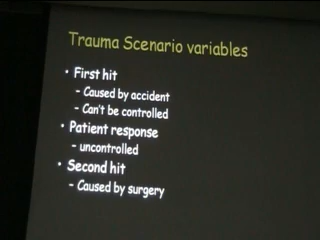 Trauma Scenario variables
• First hit
– Caused by accident
– Can't be controlled
• Patient response
– uncontrolled
• Second hit
– Caused by surgery